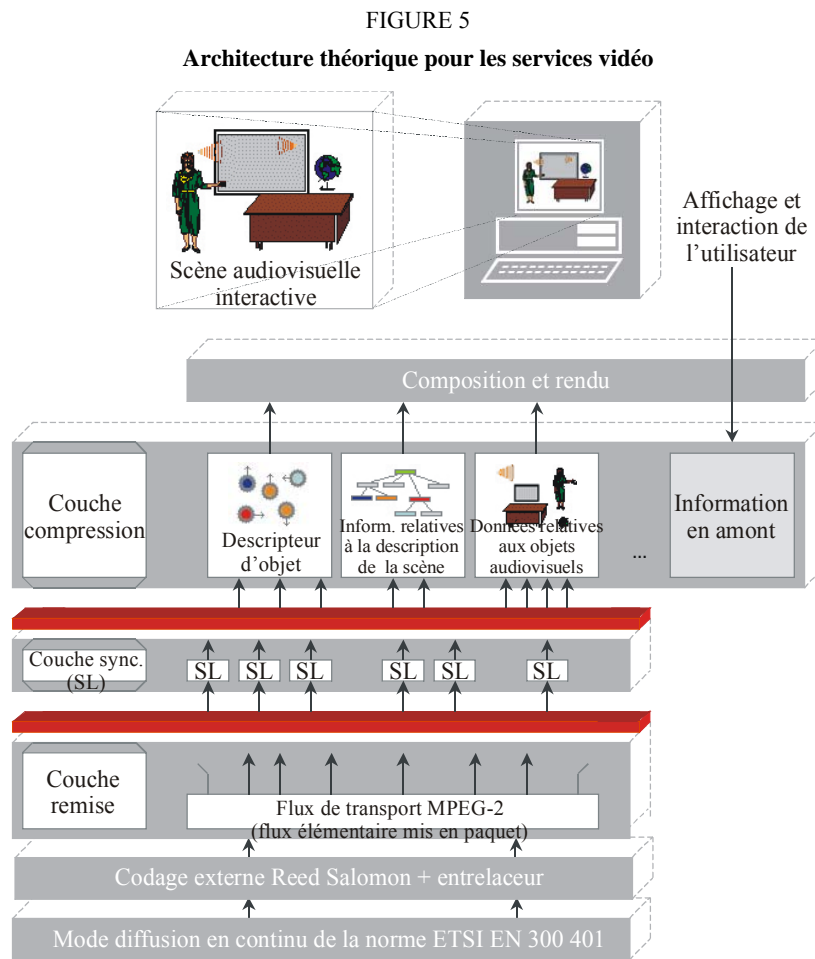 FIGURE 5
Architecture théorique pour les services vidéo
Scène audiovisuelle
interactive
Affichage et
interaction de
l'utilisateur
Composition et rendu
Couche
compression
Descripteur
d'objet
Inform. relatives
à la description
de la scène
Données relatives
aux objets
audiovisuels
...
Information
en amont
Couche sync.
(SL)
SL
SL
SL
SL
SL
SL
Couche
remise
Flux de transport MPEG-2
(flux élémentaire mis en paquet)
Codage externe Reed Salomon + entrelaceur
Mode diffusion en continu de la norme ETSI EN 300 401